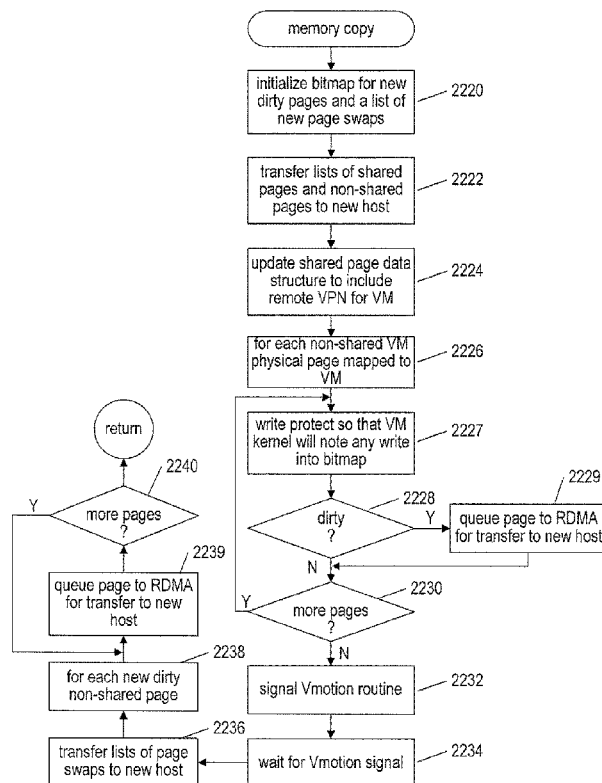 memory copy
initialize bitmap for new
dirty pages and a list of
new page swaps
2220
transfer lists of shared
pages and non-shared
pages to new host
2222
update shared page data
structure to include
remote VPN for VM
2224
for each non-shared VM
physical page mapped to
VM
2226
write protect so that VM
kernel will note any write
into bitmap
2227
dirty
?
2228
Y
N
queue page to RDMA
for transfer to new host
2229
more pages
?
2230
Y
N
signal Vmotion routine
2232
wait for Vmotion signal
2234
transfer lists of page
swaps to new host
2236
for each new dirty
non-shared page
2238
queue page to RDMA
for transfer to new
host
2239
more pages
?
2240
Y
return